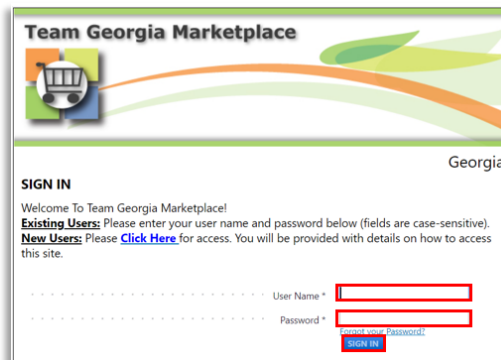 Team Georgia Marketplace
Georgia
SIGN IN
Welcome To Team Georgia Marketplace!
Existing Users: Please enter your user name and password below (fields are case-sensitive).
New Users: Please Click Here for access. You will be provided with details on how to access
this site.
User Name *
Password *
Forgot your Password?
SIGN IN